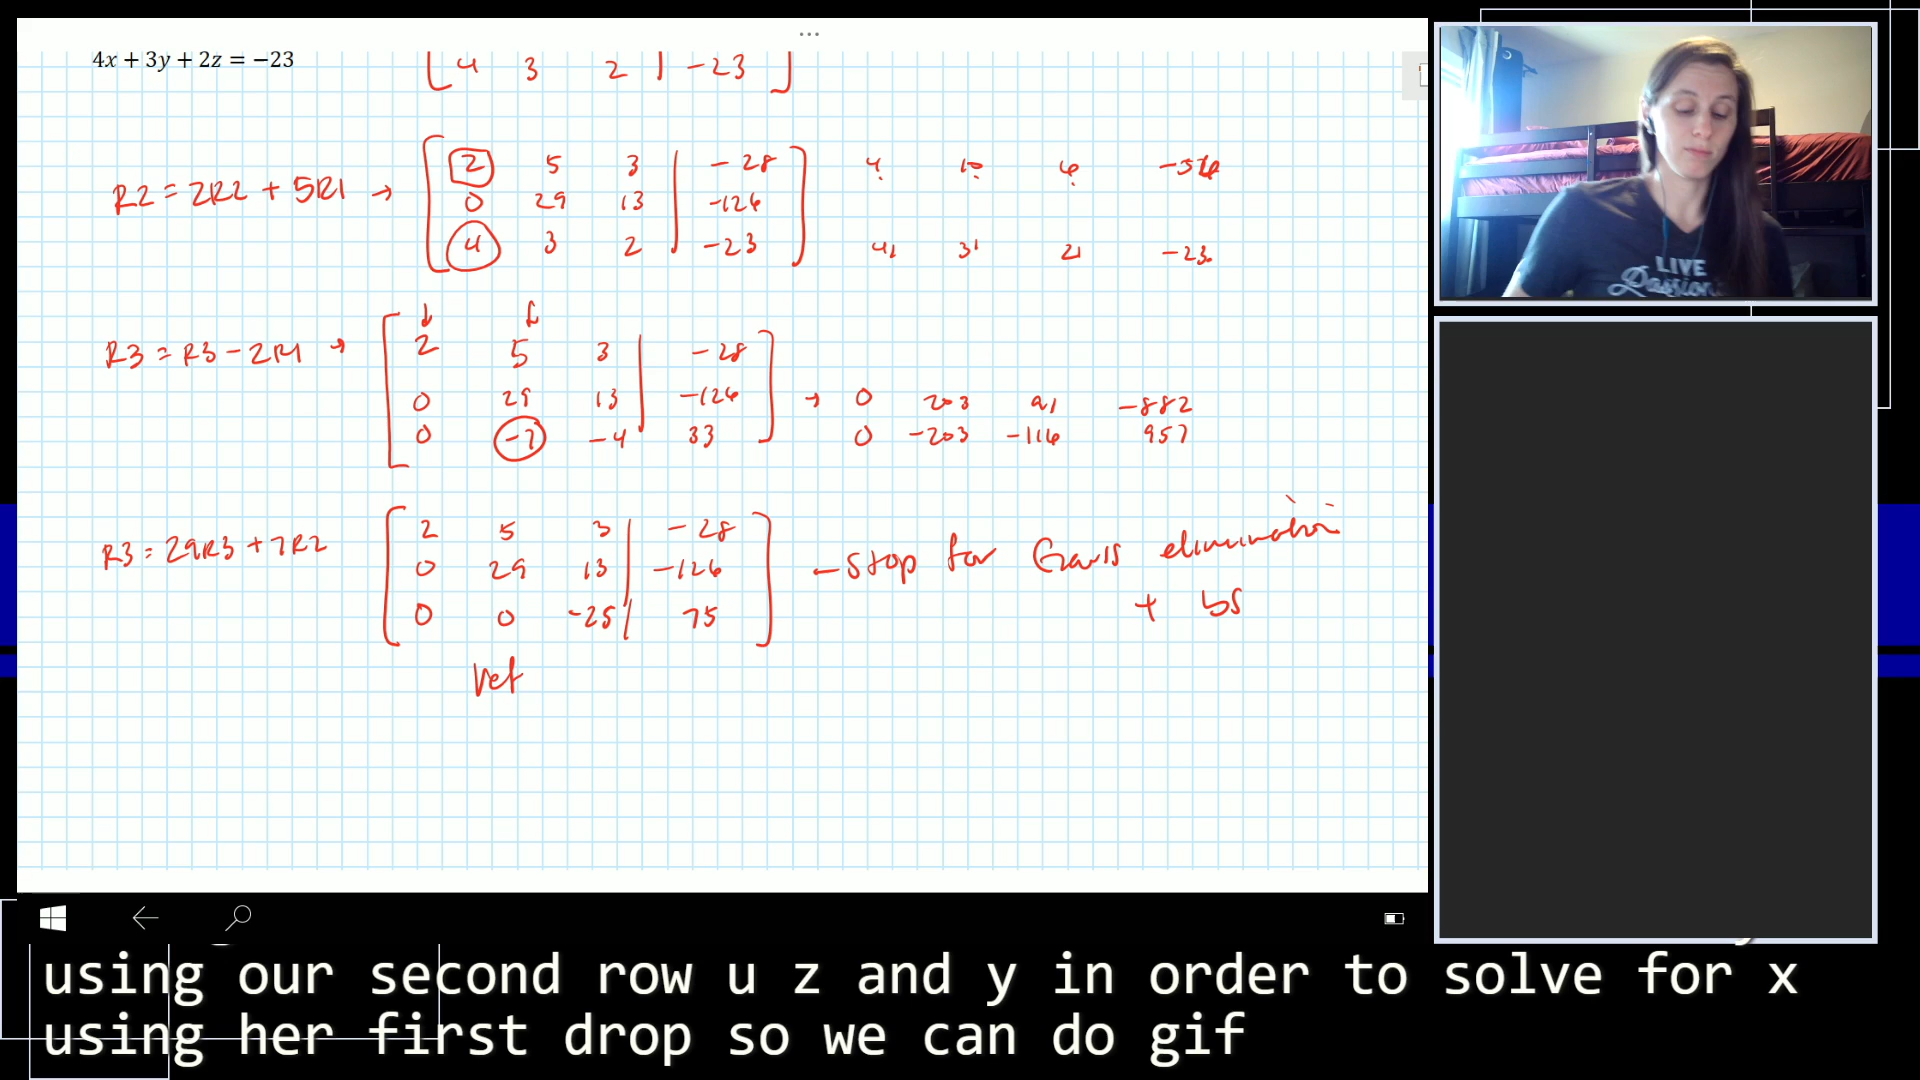 4x + 3y + 2z = −23
4 3 2 | -23
R2 = 2R2 + 5R1 →
2 5 3 | -28
0 29 13 | -126
4 3 2 | -23
4 10 6 -56
4 3 2 -23
R3 = R3 - 2R1 →
2 5 3 | -28
0 29 13 | -126 → 0 203 91 -882
0 -7 -4 | 33 0 -203 -116 957
R3 = 29R3 + 7R2
2 5 3 | -28
0 29 13 | -126 ← stop for Gauss elimination
0 0 -25 | 75 + bs
ref
LIVE
Passion
using our second row u z and y in order to solve for x
using her first drop so we can do gif